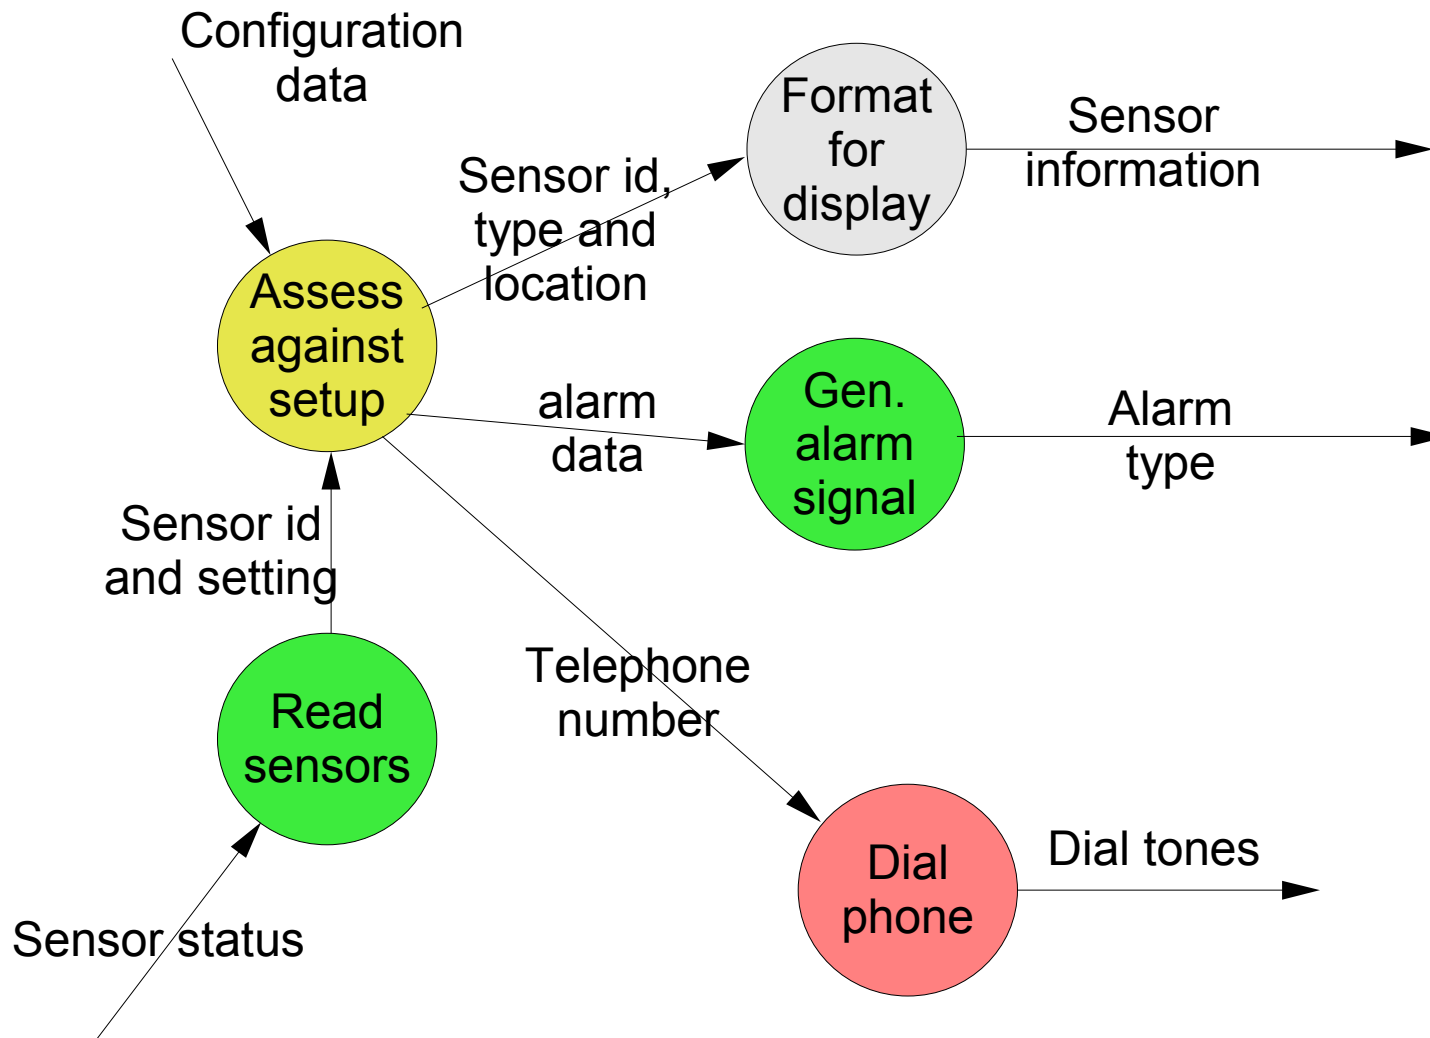 Configuration
data
Format
for
display
Sensor
information
Sensor id,
type and
location
Assess
against
setup
alarm
data
Gen.
alarm
signal
Alarm
type
Sensor id
and setting
Telephone
number
Read
sensors
Dial
phone
Dial tones
Sensor status